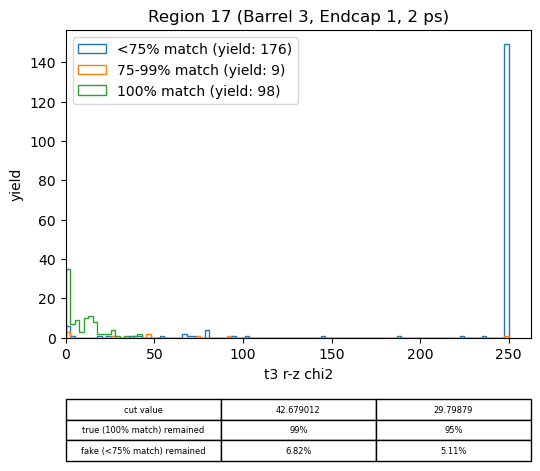 Region 17 (Barrel 3, Endcap 1, 2 ps)
<75% match (yield: 176)
75-99% match (yield: 9)
100% match (yield: 98)
yield
140
120
100
80
60
40
20
0
0 50 100 150 200 250
t3 r-z chi2
cut value 42.679012 29.79879
true (100% match) remained 99% 95%
fake (<75% match) remained 6.82% 5.11%